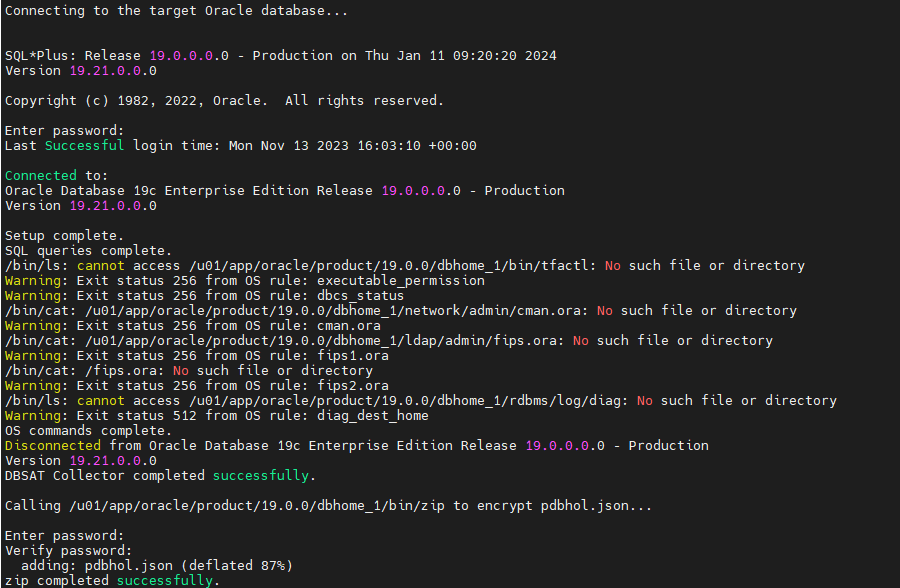 Connecting to the target Oracle database...
SQL*Plus: Release 19.0.0.0.0 - Production on Thu Jan 11 09:20:20 2024
Version 19.21.0.0.0
Copyright (c) 1982, 2022, Oracle.  All rights reserved.
Enter password:
Last Successful login time: Mon Nov 13 2023 16:03:10 +00:00
Connected to:
Oracle Database 19c Enterprise Edition Release 19.0.0.0.0 - Production
Version 19.21.0.0.0
Setup complete.
SQL queries complete.
/bin/ls: cannot access /u01/app/oracle/product/19.0.0/dbhome_1/bin/tfactl: No such file or directory
Warning: Exit status 256 from OS rule: executable_permission
Warning: Exit status 256 from OS rule: dbcs_status
/bin/cat: /u01/app/oracle/product/19.0.0/dbhome_1/network/admin/cman.ora: No such file or directory
Warning: Exit status 256 from OS rule: cman.ora
/bin/cat: /u01/app/oracle/product/19.0.0/dbhome_1/ldap/admin/fips.ora: No such file or directory
Warning: Exit status 256 from OS rule: fips1.ora
/bin/cat: /fips.ora: No such file or directory
Warning: Exit status 256 from OS rule: fips2.ora
/bin/ls: cannot access /u01/app/oracle/product/19.0.0/dbhome_1/rdbms/log/diag: No such file or directory
Warning: Exit status 512 from OS rule: diag_dest_home
OS commands complete.
Disconnected from Oracle Database 19c Enterprise Edition Release 19.0.0.0.0 - Production
Version 19.21.0.0.0
DBSAT Collector completed successfully.
Calling /u01/app/oracle/product/19.0.0/dbhome_1/bin/zip to encrypt pdbhol.json...
Enter password:
Verify password:
  adding: pdbhol.json (deflated 87%)
zip completed successfully.